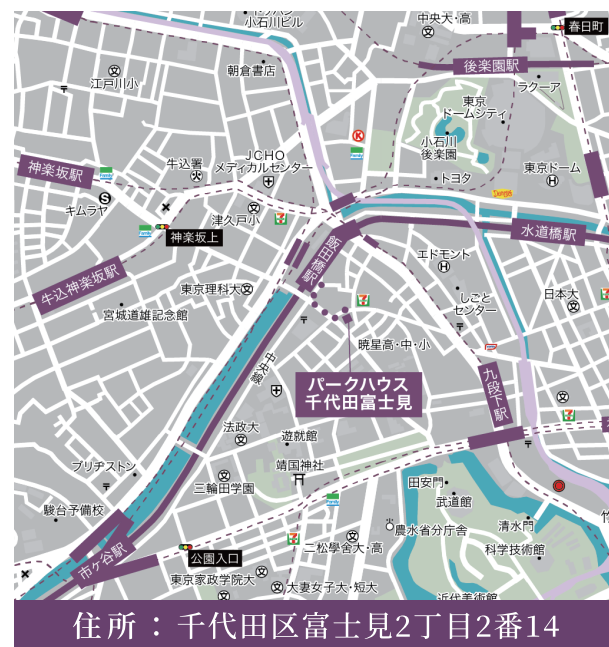 トッパン
小石川ビル
中央大・高
春日町
後楽園駅
朝倉書店
江戸川小
ラクーア
東京
ドームシティ
小石川
後楽園
牛込署
JCHO
メディカルセンター
神楽坂駅
トヨタ
東京ドーム
キムラヤ
津久戸小
神楽坂上
飯田橋駅
水道橋駅
エドモント
牛込神楽坂駅
東京理科大
しごと
センター
日本大
宮城道雄記念館
暁星高・中・小
中央線
パークハウス
千代田富士見
九段下駅
法政大
遊就館
靖国神社
ブリヂストン
三輪田学園
田安門
武道館
駿台予備校
清水門
農水省分庁舎
市ヶ谷駅
公園入口
二松學舍大・高
科学技術館
東京家政学院大
大妻女子大・短大
近代美術館
住所：千代田区富士見2丁目2番14